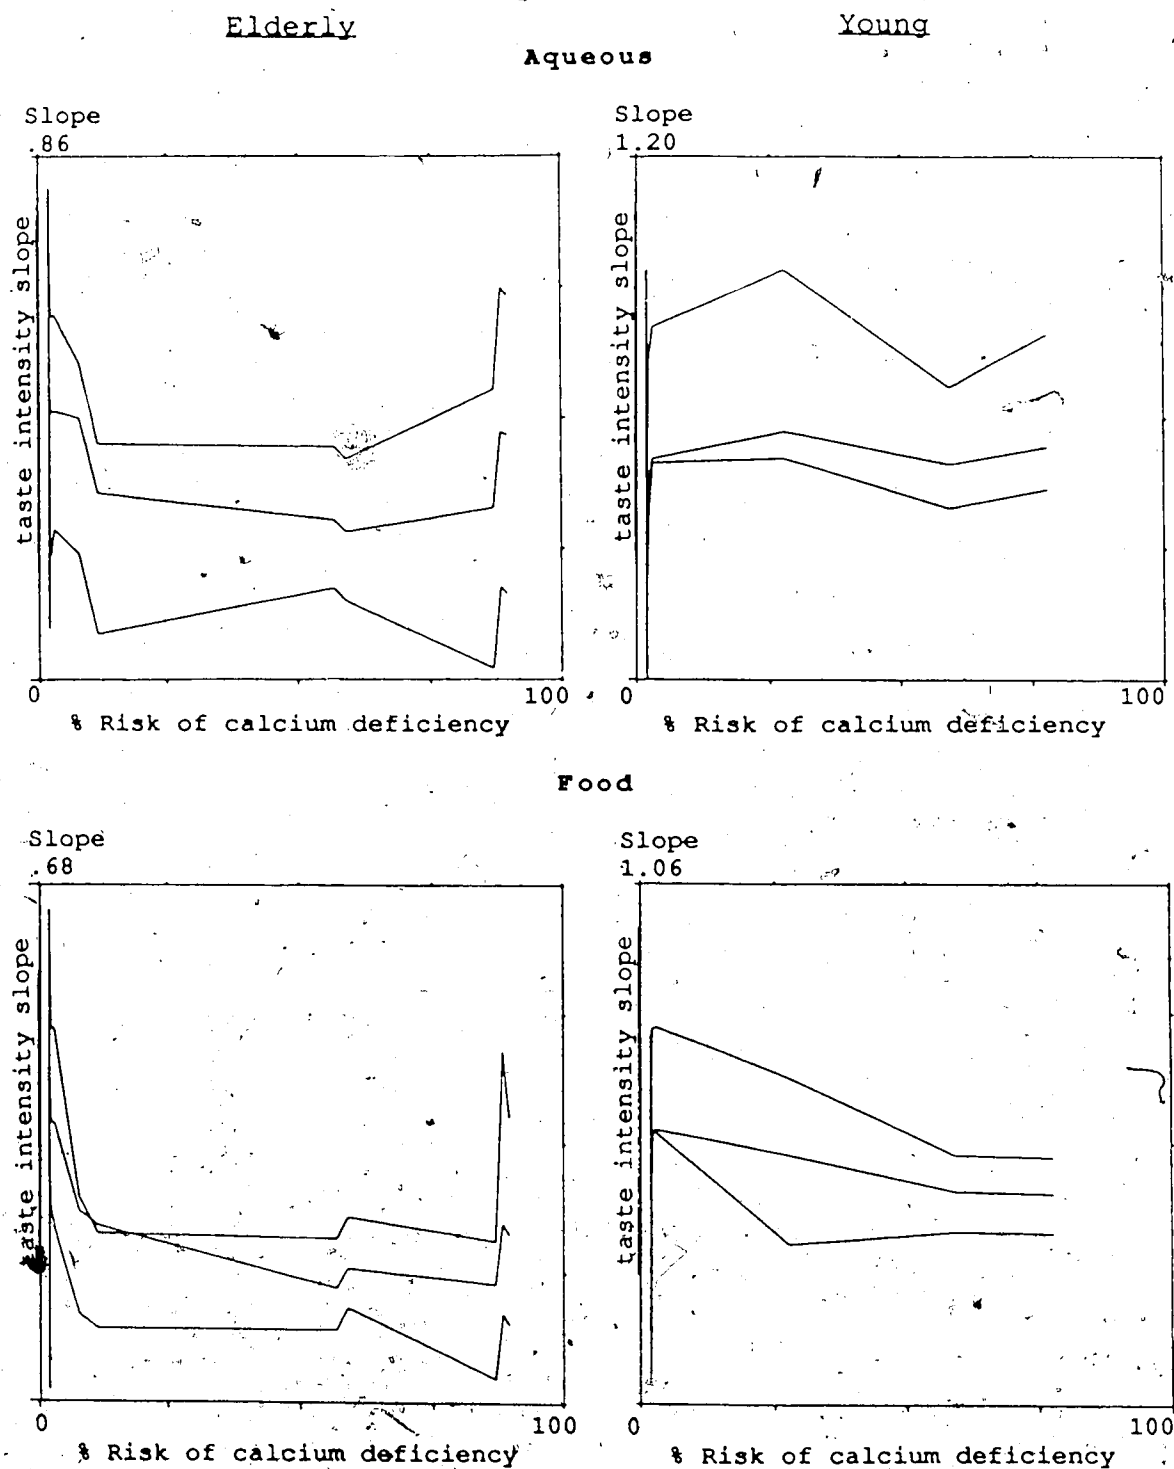 Elderly
Young
Aqueous
Slope
.86
taste intensity slope
0
100
% Risk of calcium deficiency
Slope
1.20
taste intensity slope
0
100
% Risk of calcium deficiency
Food
Slope
.68
taste intensity slope
0
100
% Risk of calcium deficiency
Slope
1.06
taste intensity slope
0
100
% Risk of calcium deficiency